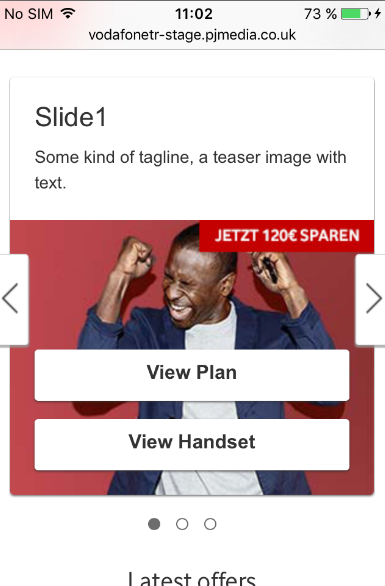 No SIM 11:02 73 %
vodafonetr-stage.pjmedia.co.uk
Slide1
Some kind of tagline, a teaser image with
text.
JETZT 120€ SPAREN
View Plan
View Handset
Latest offers